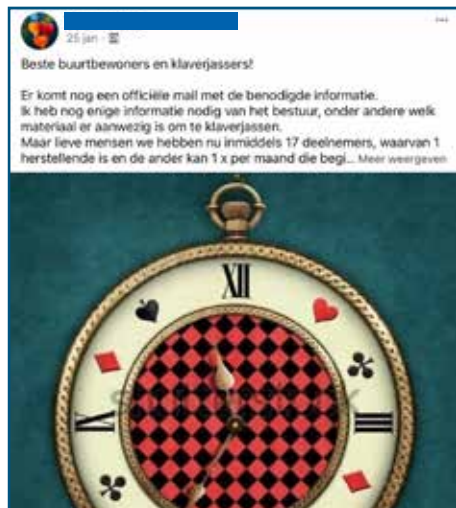 25 jan
Beste buurtbewoners en klaverjassers!
Er komt nog een officiële mail met de benodigde informatie.
Ik heb nog enige informatie nodig van het bestuur, onder andere welk
materiaal er aanwezig is om te klaverjassen.
Maar lieve mensen we hebben nu inmiddels 17 deelnemers, waarvan 1
herstellende is en de ander kan 1 x per maand die begi... Meer weergeven
XII
III